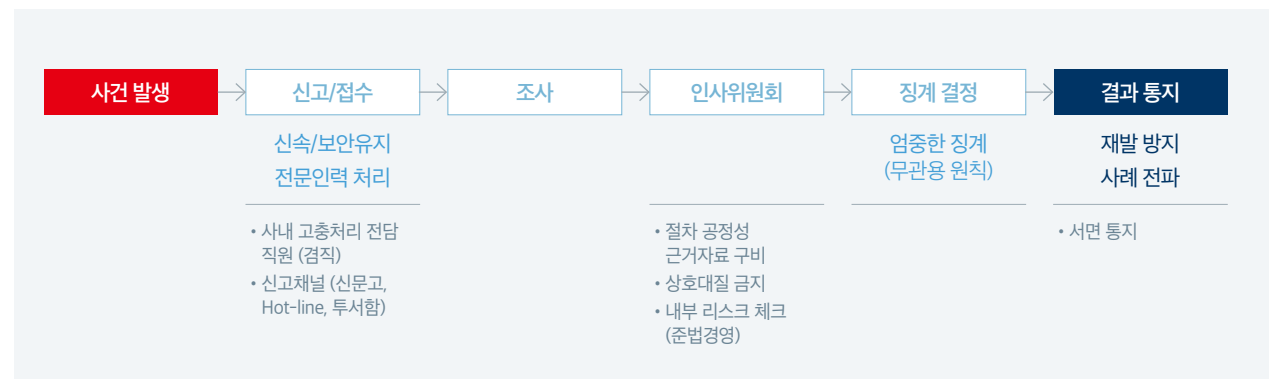 사건 발생
신고/접수
조사
인사위원회
징계 결정
결과 통지
신속/보안유지
전문인력 처리
엄중한 징계
(무관용 원칙)
재발 방지
사례 전파
• 사내 고충처리 전담
직원 (겸직)
• 신고채널 (신문고,
Hot-line, 투서함)
• 절차 공정성
근거자료 구비
• 상호대질 금지
• 내부 리스크 체크
(준법경영)
• 서면 통지